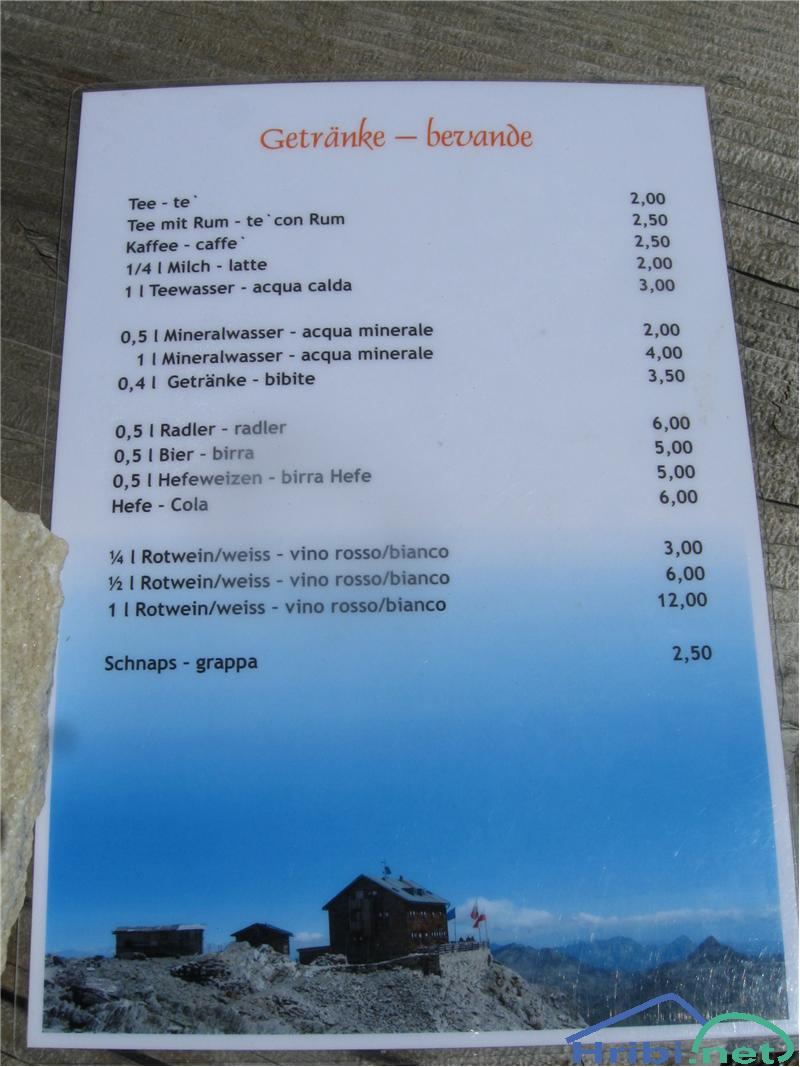 Getränke – bevande
Tee - te` 2,00
Tee mit Rum - te`con Rum 2,50
Kaffee - caffe` 2,50
1/4 l Milch - latte 2,00
1 l Teewasser - acqua calda 3,00
0,5 l Mineralwasser - acqua minerale 2,00
1 l Mineralwasser - acqua minerale 4,00
0,4 l Getränke - bibite 3,50
0,5 l Radler - radler 6,00
0,5 l Bier - birra 5,00
0,5 l Hefeweizen - birra Hefe 5,00
Hefe - Cola 6,00
¼ l Rotwein/weiss - vino rosso/bianco 3,00
½ l Rotwein/weiss - vino rosso/bianco 6,00
1 l Rotwein/weiss - vino rosso/bianco 12,00
Schnaps - grappa 2,50
Hribi.net